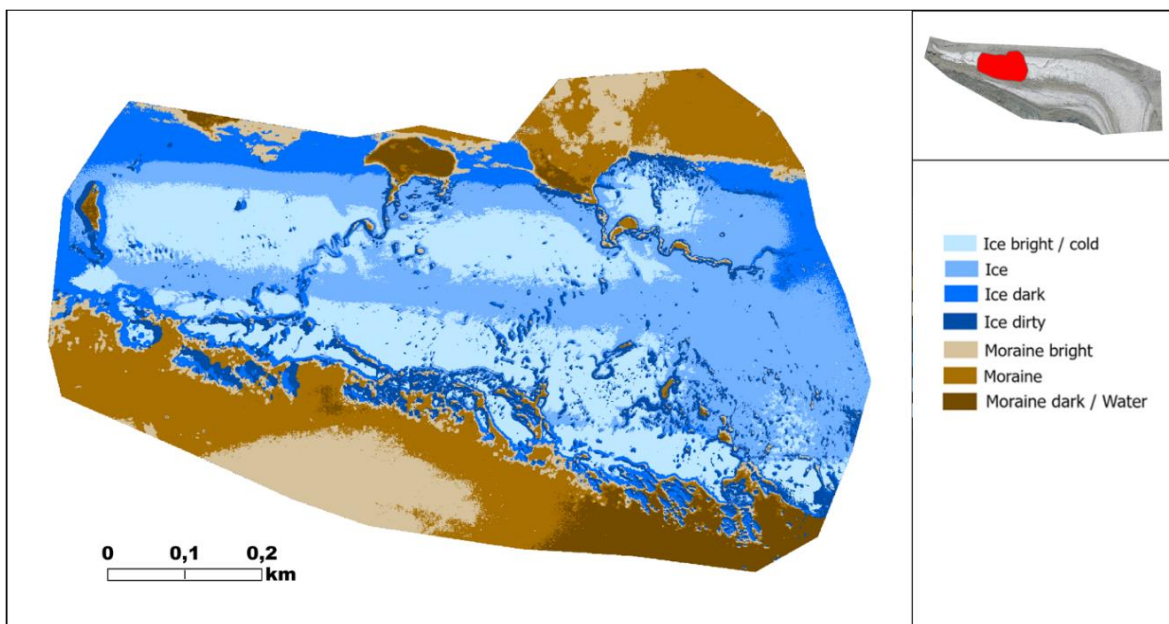 Ice bright / cold
Ice
Ice dark
Ice dirty
Moraine bright
Moraine
Moraine dark / Water
0 0,1 0,2
km